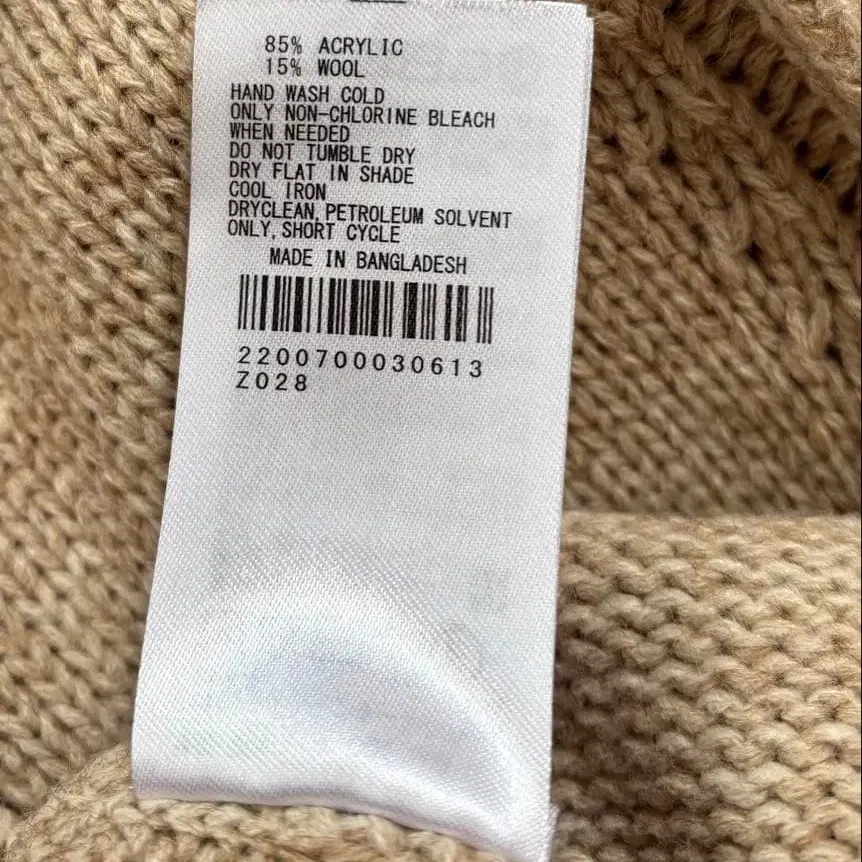 85% ACRYLIC
15% WOOL
HAND WASH COLD
ONLY NON-CHLORINE BLEACH
WHEN NEEDED
DO NOT TUMBLE DRY
DRY FLAT IN SHADE
COOL IRON
DRYCLEAN, PETROLEUM SOLVENT
ONLY, SHORT CYCLE
MADE IN BANGLADESH
2200700030613
Z028